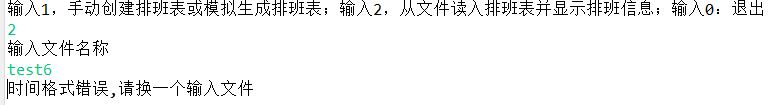 输入1，手动创建排班表或模拟生成排班表；输入2，从文件读入排班表并显示排班信息；输入0：退出
2
输入文件名称
test6
时间格式错误,请换一个输入文件